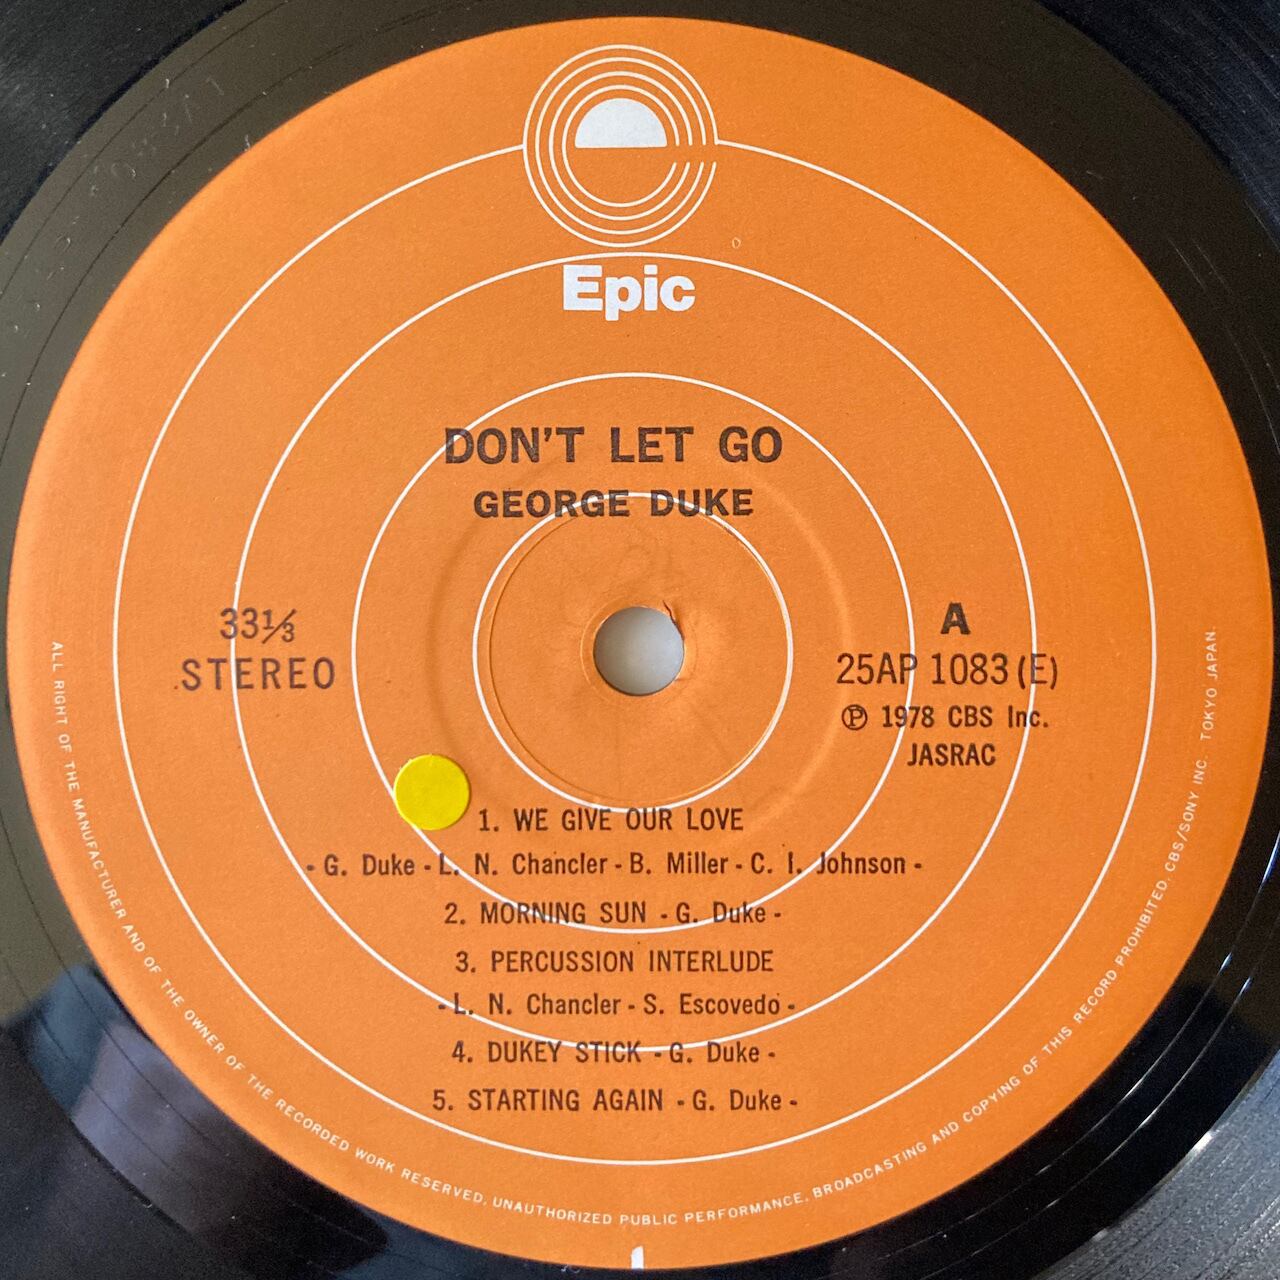 Epic
DON'T LET GO
GEORGE DUKE
33⅓
STEREO
A
25AP 1083 (E)
Ⓟ 1978 CBS Inc.
JASRAC
1. WE GIVE OUR LOVE
- G. Duke - L. N. Chancler - B. Miller - C. I. Johnson -
2. MORNING SUN - G. Duke -
3. PERCUSSION INTERLUDE
- L. N. Chancler - S. Escovedo -
4. DUKEY STICK - G. Duke -
5. STARTING AGAIN - G. Duke -
ALL RIGHT OF THE MANUFACTURER AND OF THE OWNER OF THE RECORDED WORK RESERVED. UNAUTHORIZED PUBLIC PERFORMANCE, BROADCASTING AND COPYING OF THIS RECORD PROHIBITED. CBS/SONY INC. TOKYO JAPAN.